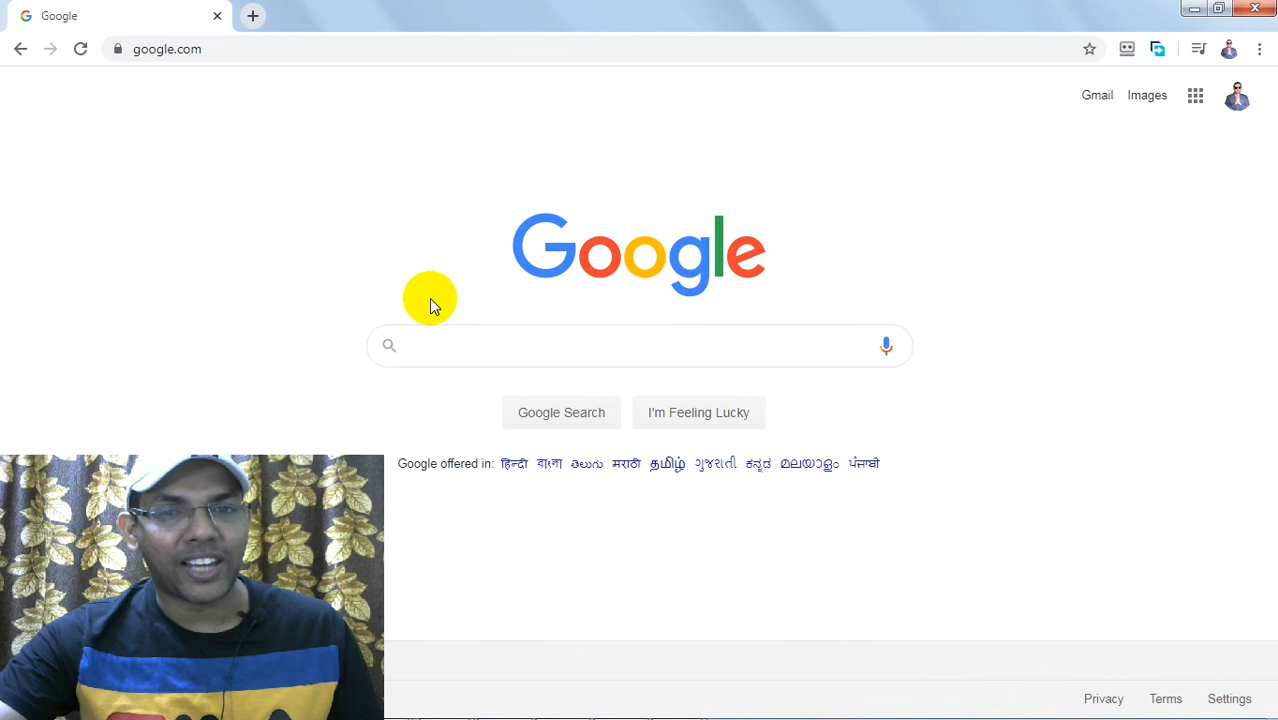 Google
google.com
Gmail Images
Google
Google Search I'm Feeling Lucky
Google offered in: हिन्दी বাংলা తెలుగు मराठी தமிழ் ગુજરાતી ಕನ್ನಡ മലയാളം ਪੰਜਾਬੀ
Privacy Terms Settings